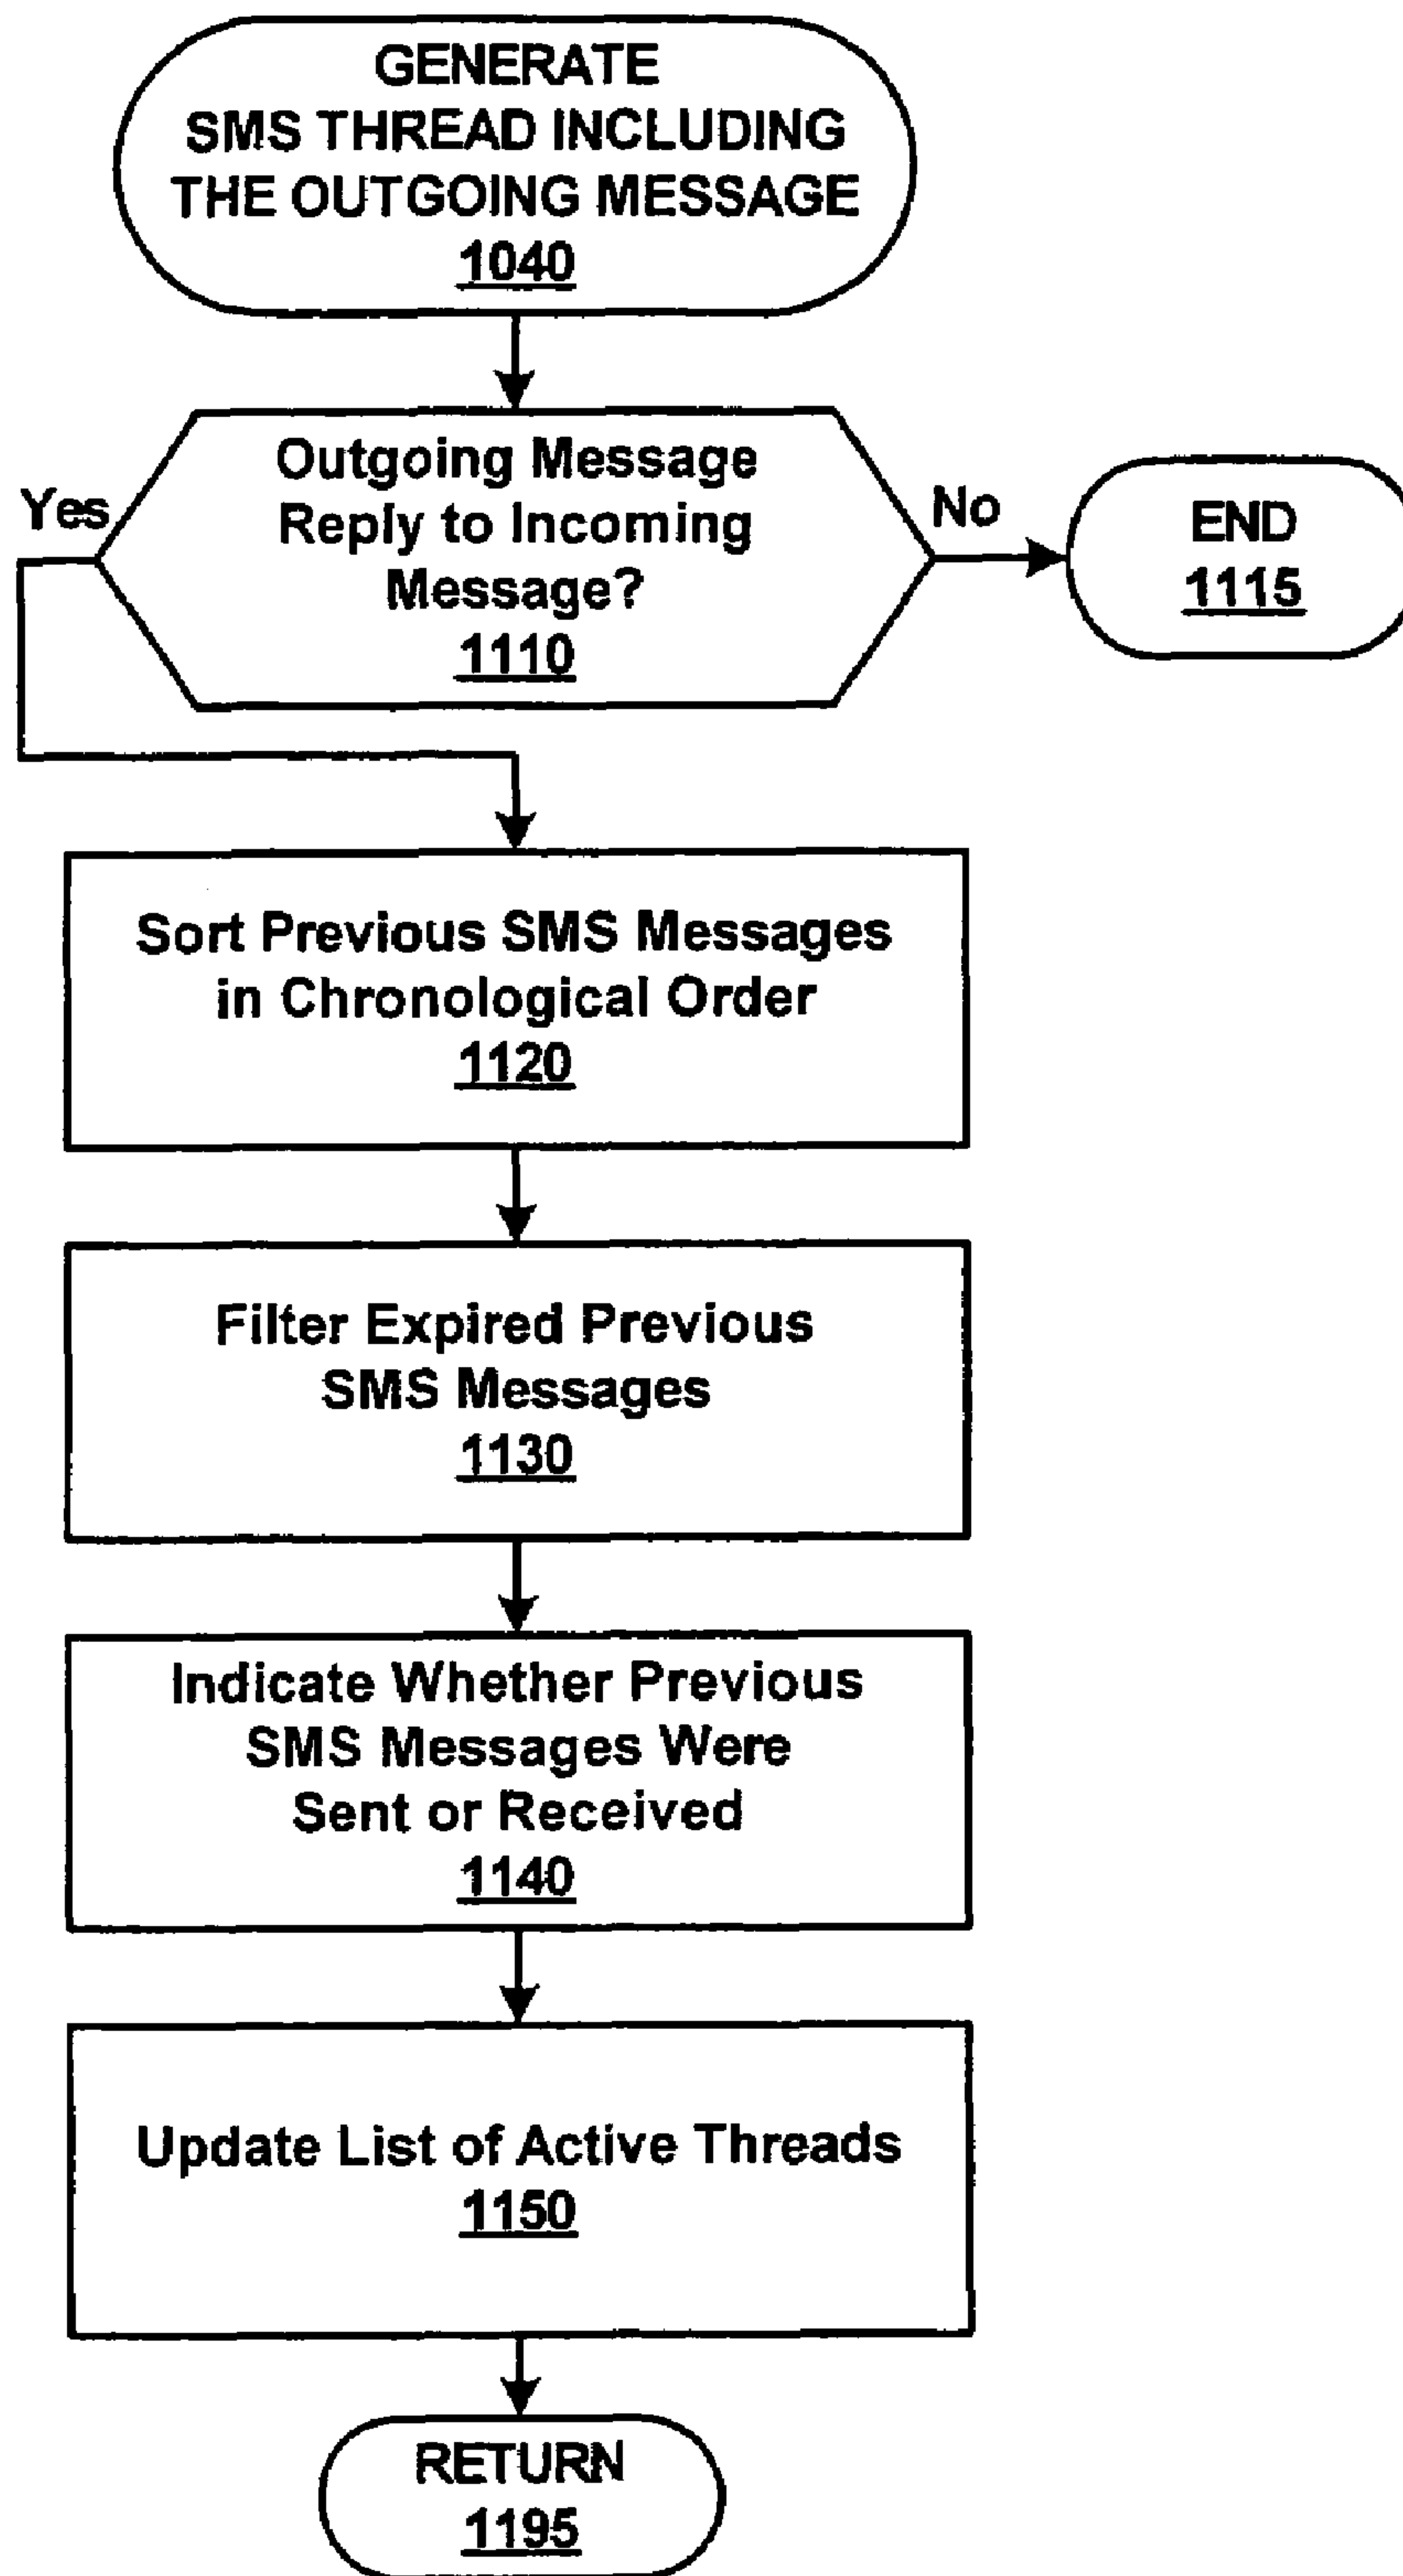 GENERATE
SMS THREAD INCLUDING
THE OUTGOING MESSAGE
1040
Outgoing Message
Reply to Incoming
Message?
1110
Yes
No
END
1115
Sort Previous SMS Messages
in Chronological Order
1120
Filter Expired Previous
SMS Messages
1130
Indicate Whether Previous
SMS Messages Were
Sent or Received
1140
Update List of Active Threads
1150
RETURN
1195